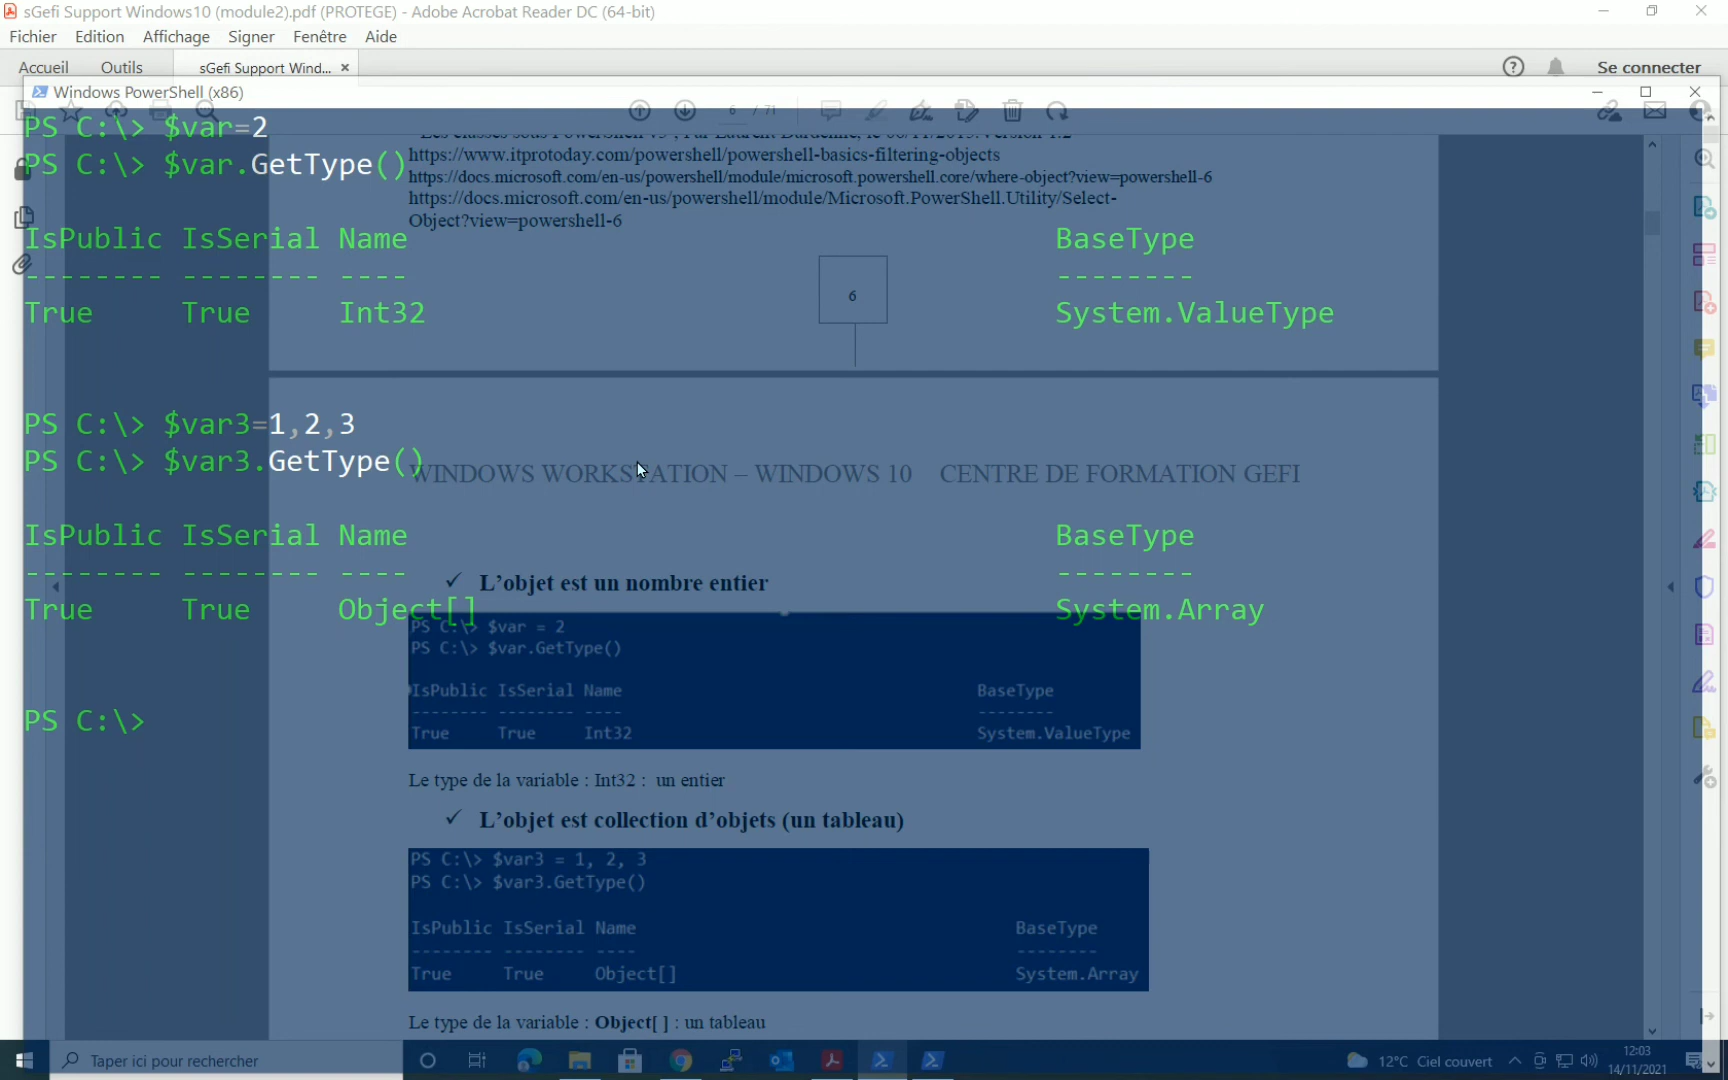 sGefi Support Windows10 (module2).pdf (PROTEGE) - Adobe Acrobat Reader DC (64-bit)
Fichier Edition Affichage Signer Fenêtre Aide
Accueil Outils sGefi Support Wind... × Se connecter
Windows PowerShell (x86)
6 / 71
PS C:\> $var=2
PS C:\> $var.GetType()
https://www.itprotoday.com/powershell/powershell-basics-filtering-objects
https://docs.microsoft.com/en-us/powershell/module/microsoft.powershell.core/where-object?view=powershell-6
https://docs.microsoft.com/en-us/powershell/module/Microsoft.PowerShell.Utility/Select-
Object?view=powershell-6
IsPublic IsSerial Name BaseType
-------- -------- ---- --------
True True Int32 System.ValueType
6
PS C:\> $var3=1,2,3
PS C:\> $var3.GetType()
WINDOWS WORKSTATION – WINDOWS 10 CENTRE DE FORMATION GEFI
IsPublic IsSerial Name BaseType
-------- -------- ---- --------
True True Object[] System.Array
PS C:\>
✓ L'objet est un nombre entier
PS C:\> $var = 2
PS C:\> $var.GetType()
IsPublic IsSerial Name BaseType
-------- -------- ---- --------
True True Int32 System.ValueType
Le type de la variable : Int32 : un entier
✓ L'objet est collection d'objets (un tableau)
PS C:\> $var3 = 1, 2, 3
PS C:\> $var3.GetType()
IsPublic IsSerial Name BaseType
-------- -------- ---- --------
True True Object[] System.Array
Le type de la variable : Object[ ] : un tableau
Taper ici pour rechercher
12°C Ciel couvert
12:03
14/11/2021